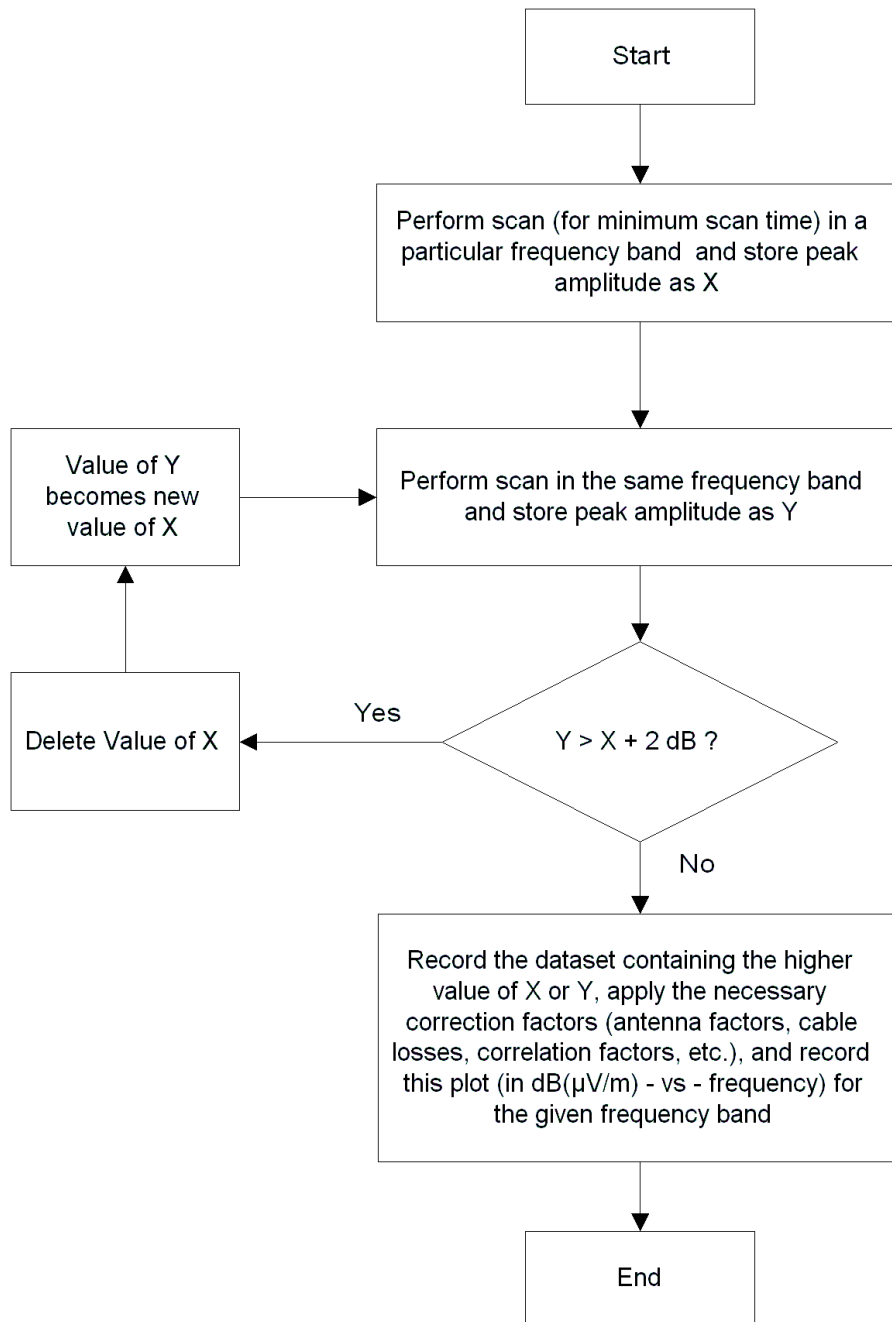 Start
Perform scan (for minimum scan time) in a
particular frequency band and store peak
amplitude as X
Value of Y
becomes new
value of X
Perform scan in the same frequency band
and store peak amplitude as Y
Delete Value of X
Yes
Y > X + 2 dB ?
No
Record the dataset containing the higher
value of X or Y, apply the necessary
correction factors (antenna factors, cable
losses, correlation factors, etc.), and record
this plot (in dB(µV/m) - vs - frequency) for
the given frequency band
End